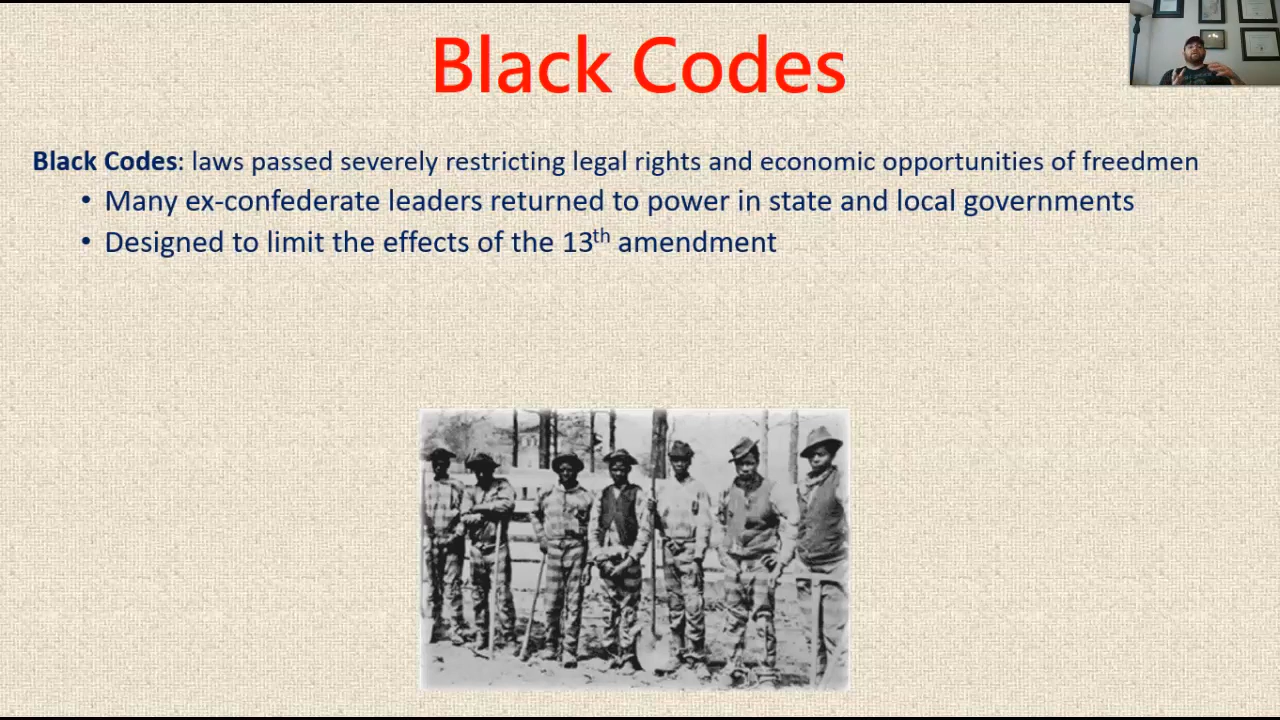 Black Codes
Black Codes: laws passed severely restricting legal rights and economic opportunities of freedmen
• Many ex-confederate leaders returned to power in state and local governments
• Designed to limit the effects of the 13th amendment